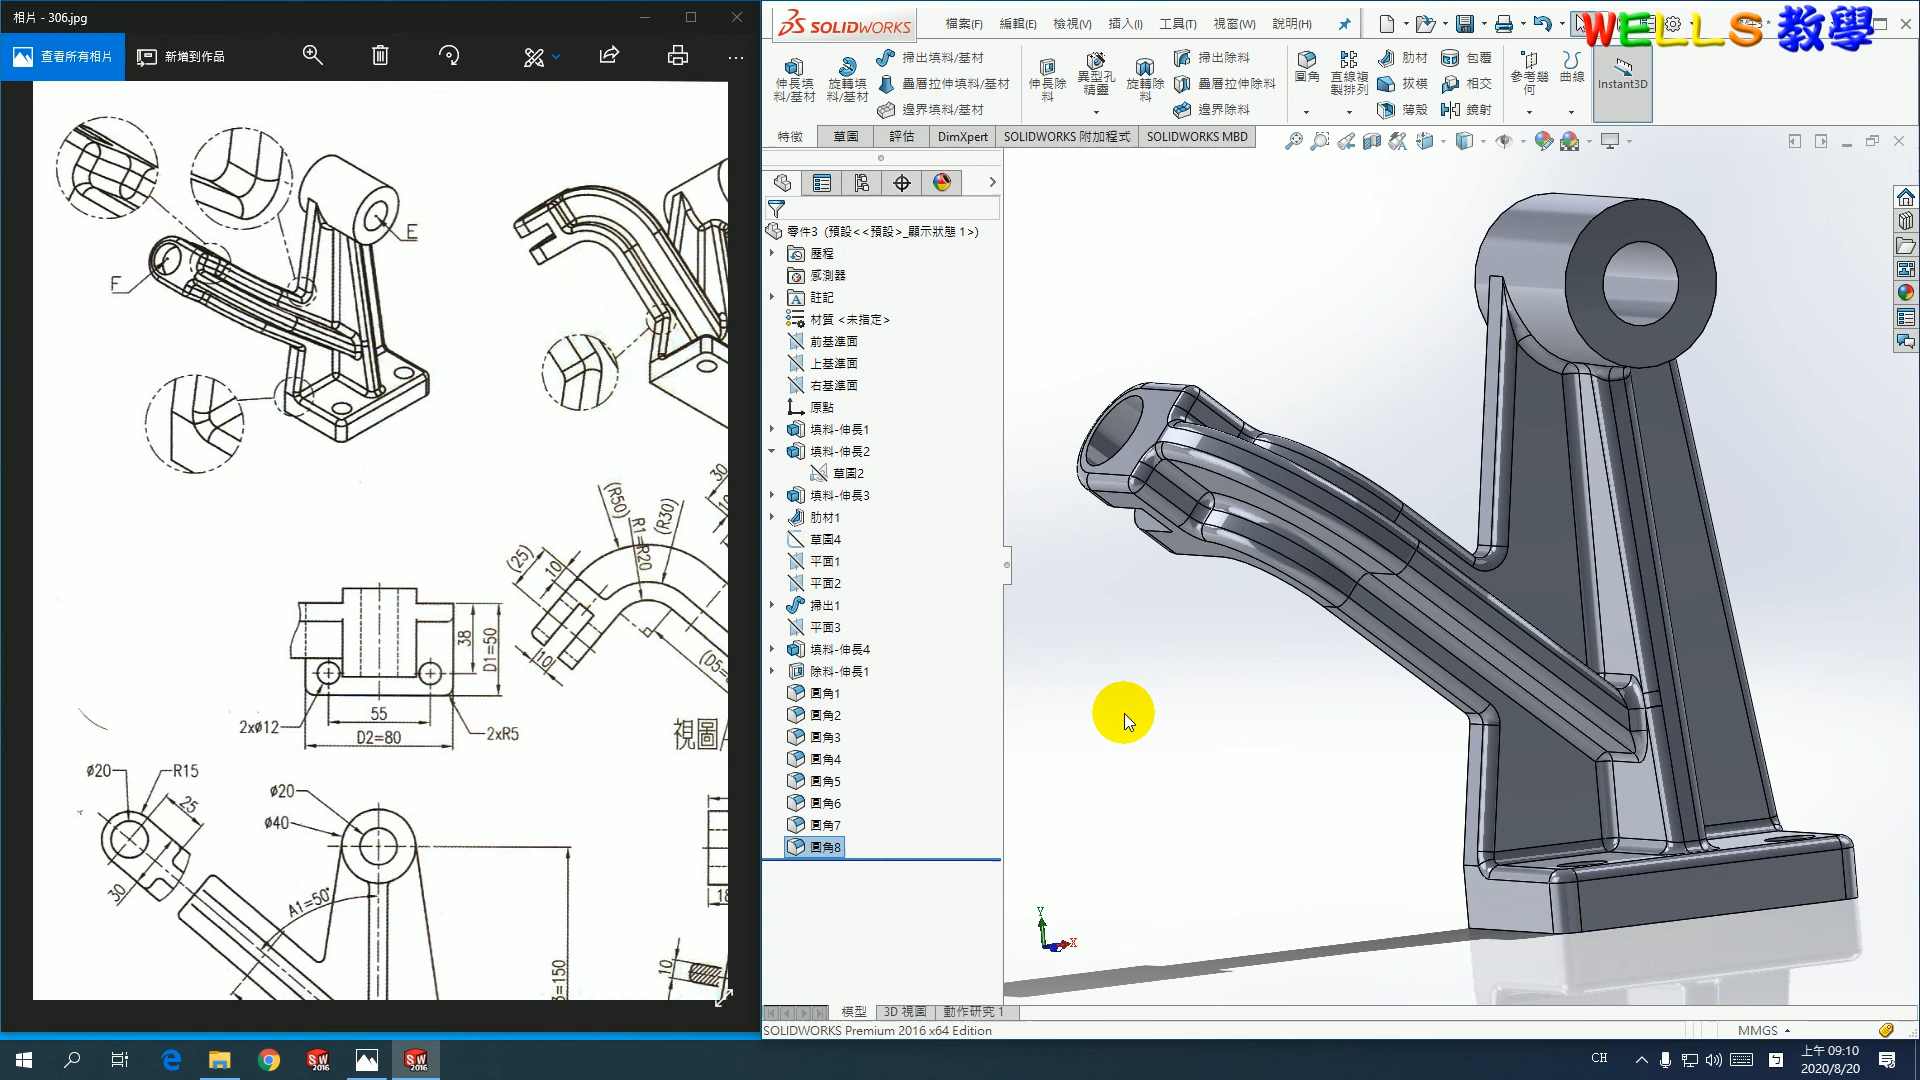 相片 - 306.jpg
查看所有相片
新增到作品
E
F
(R50)
R1=R20
(R30)
30
(25)
10
10
38
D1=50
55
D2=80
2xø12
2xR5
視圖
ø20
R15
25
30
ø20
ø40
A1=50°
=150
10
18
SOLIDWORKS
檔案(F)
編輯(E)
檢視(V)
插入(I)
工具(T)
視窗(W)
說明(H)
WELLS 教學
伸長填料/基材
旋轉填料/基材
掃出填料/基材
疊層拉伸填料/基材
邊界填料/基材
伸長除料
異型孔精靈
旋轉除料
掃出除料
疊層拉伸除料
邊界除料
圓角
直線複製排列
肋材
拔模
薄殼
包覆
相交
鏡射
參考幾何
曲線
Instant3D
特徵
草圖
評估
DimXpert
SOLIDWORKS 附加程式
SOLIDWORKS MBD
零件3 (預設<<預設>_顯示狀態 1>)
歷程
感測器
註記
材質 <未指定>
前基準面
上基準面
右基準面
原點
填料-伸長1
填料-伸長2
草圖2
填料-伸長3
肋材1
草圖4
平面1
平面2
掃出1
平面3
填料-伸長4
除料-伸長1
圓角1
圓角2
圓角3
圓角4
圓角5
圓角6
圓角7
圓角8
Y
X
模型
3D 視圖
動作研究 1
SOLIDWORKS Premium 2016 x64 Edition
MMGS
CH
上午 09:10
2020/8/20